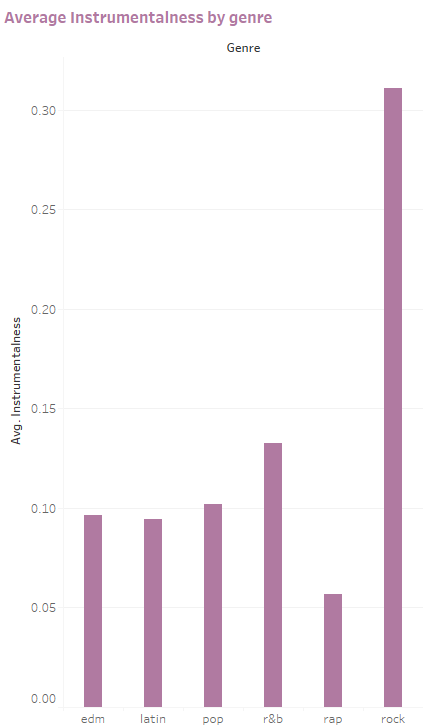 Average Instrumentalness by genre
Genre
Avg. Instrumentalness
0.30
0.25
0.20
0.15
0.10
0.05
0.00
edm latin pop r&b rap rock